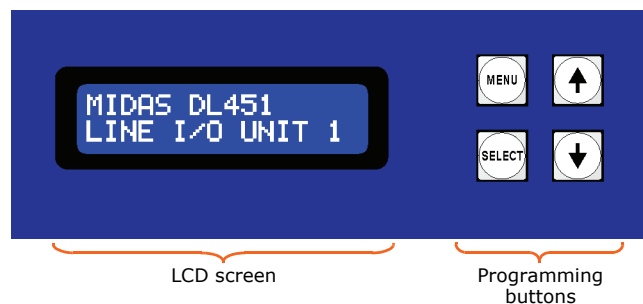 MIDAS DL451
LINE I/O UNIT 1
MENU
SELECT
LCD screen
Programming
buttons